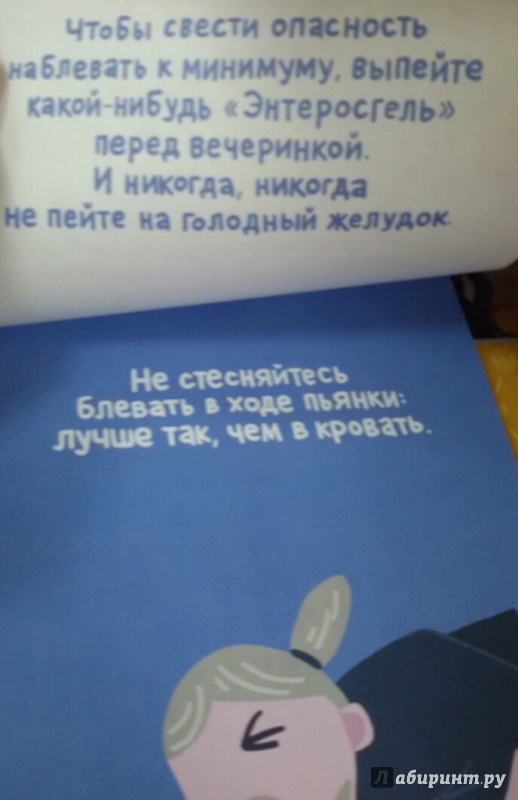 Чтобы свести опасность
наблевать к минимуму, выпейте
какой-нибудь «Энтеросгель»
перед вечеринкой.
И никогда, никогда
не пейте на голодный желудок.
Не стесняйтесь
блевать в ходе пьянки:
лучше так, чем в кровать.
Лабиринт.ру